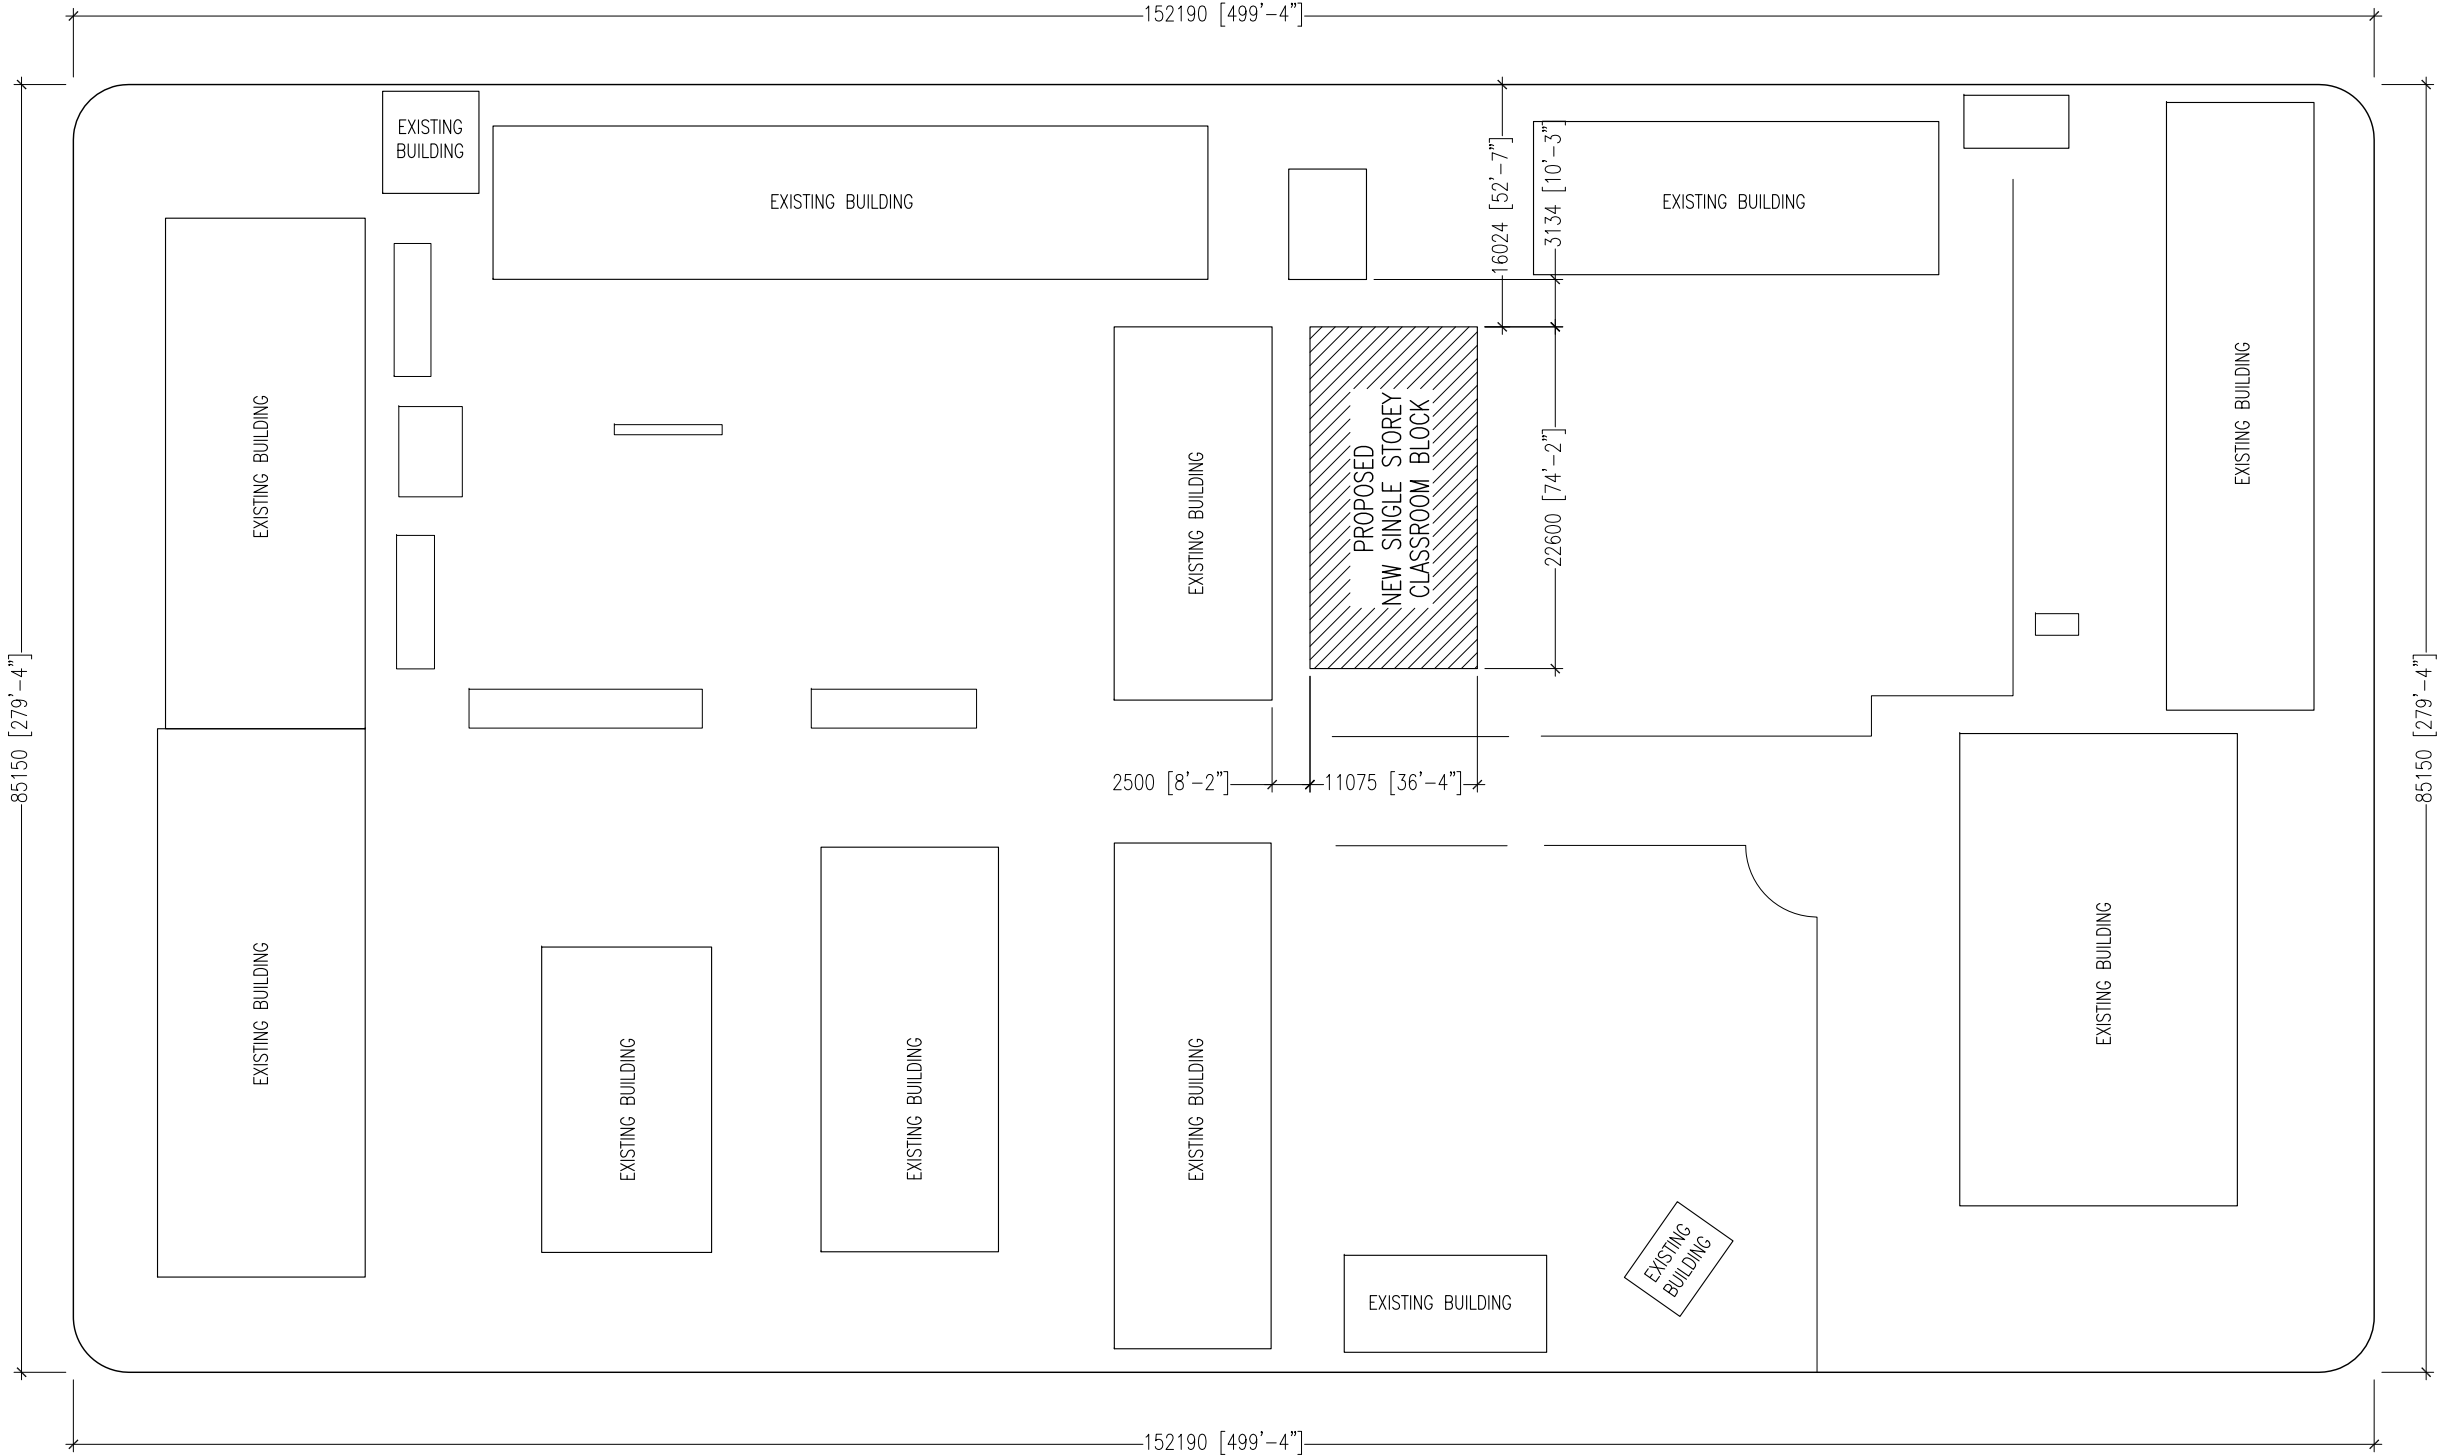 152190 [499'-4"]
EXISTING
BUILDING
EXISTING BUILDING
16024 [52'-7"]
3134 [10'-3"]
EXISTING BUILDING
EXISTING BUILDING
EXISTING BUILDING
EXISTING BUILDING
PROPOSED
NEW SINGLE STOREY
CLASSROOM BLOCK
22600 [74'-2"]
85150 [279'-4"]
85150 [279'-4"]
2500 [8'-2"]
11075 [36'-4"]
EXISTING BUILDING
EXISTING BUILDING
EXISTING BUILDING
EXISTING BUILDING
EXISTING BUILDING
EXISTING
BUILDING
EXISTING BUILDING
152190 [499'-4"]